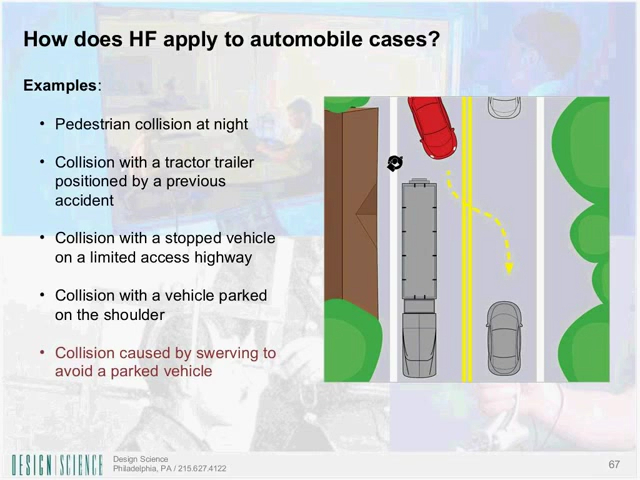 How does HF apply to automobile cases?
Examples:
• Pedestrian collision at night
• Collision with a tractor trailer
positioned by a previous
accident
• Collision with a stopped vehicle
on a limited access highway
• Collision with a vehicle parked
on the shoulder
• Collision caused by swerving to
avoid a parked vehicle
DESIGN SCIENCE
Design Science
Philadelphia, PA / 215.627.4122
67